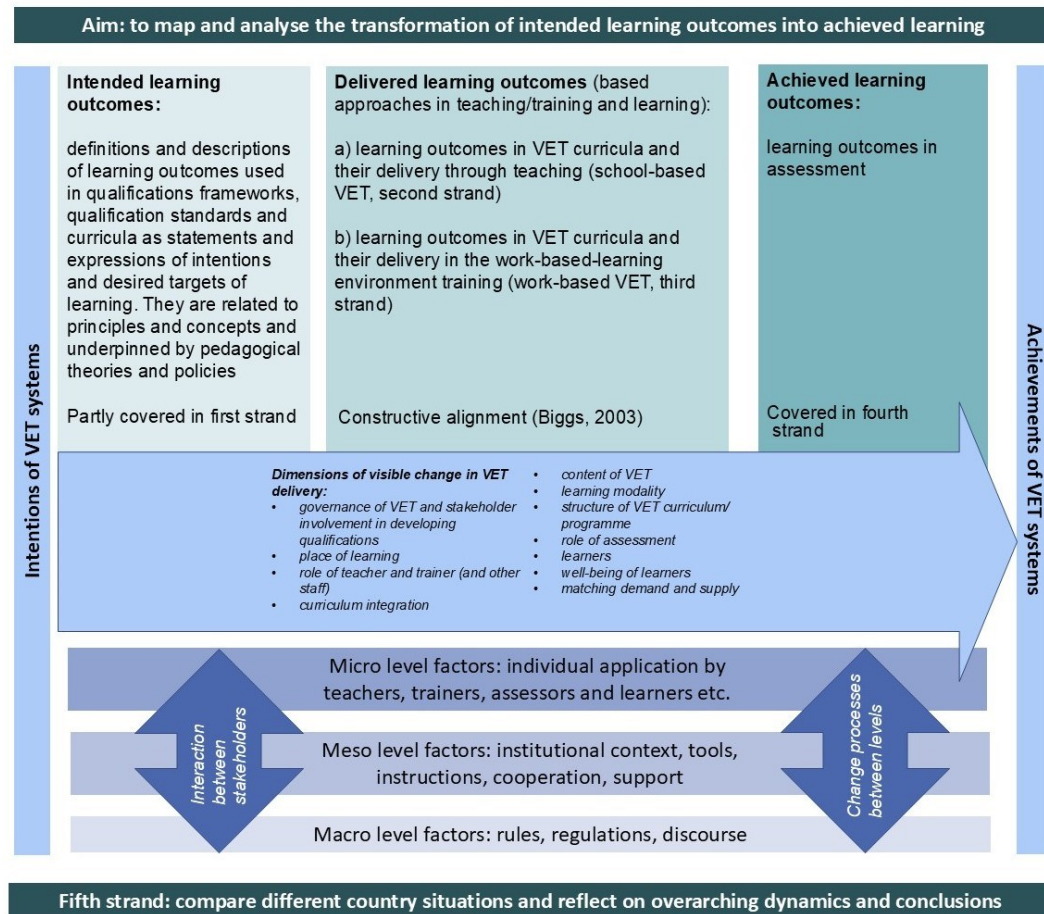 Aim: to map and analyse the transformation of intended learning outcomes into achieved learning
Intentions of VET systems
Intended learning
outcomes:
definitions and descriptions
of learning outcomes used
in qualifications frameworks,
qualification standards and
curricula as statements and
expressions of intentions
and desired targets of
learning. They are related to
principles and concepts and
underpinned by pedagogical
theories and policies
Partly covered in first strand
Delivered learning outcomes (based
approaches in teaching/training and learning):
a) learning outcomes in VET curricula and
their delivery through teaching (school-based
VET, second strand)
b) learning outcomes in VET curricula and
their delivery in the work-based-learning
environment training (work-based VET, third
strand)
Constructive alignment (Biggs, 2003)
Achieved learning
outcomes:
learning outcomes in
assessment
Covered in fourth
strand
Achievements of VET systems
Dimensions of visible change in VET
delivery:
• governance of VET and stakeholder
involvement in developing
qualifications
• place of learning
• role of teacher and trainer (and other
staff)
• curriculum integration
• content of VET
• learning modality
• structure of VET curriculum/
programme
• role of assessment
• learners
• well-being of learners
• matching demand and supply
Micro level factors: individual application by
teachers, trainers, assessors and learners etc.
Meso level factors: institutional context, tools,
instructions, cooperation, support
Macro level factors: rules, regulations, discourse
Interaction
between
stakeholders
Change processes
between levels
Fifth strand: compare different country situations and reflect on overarching dynamics and conclusions